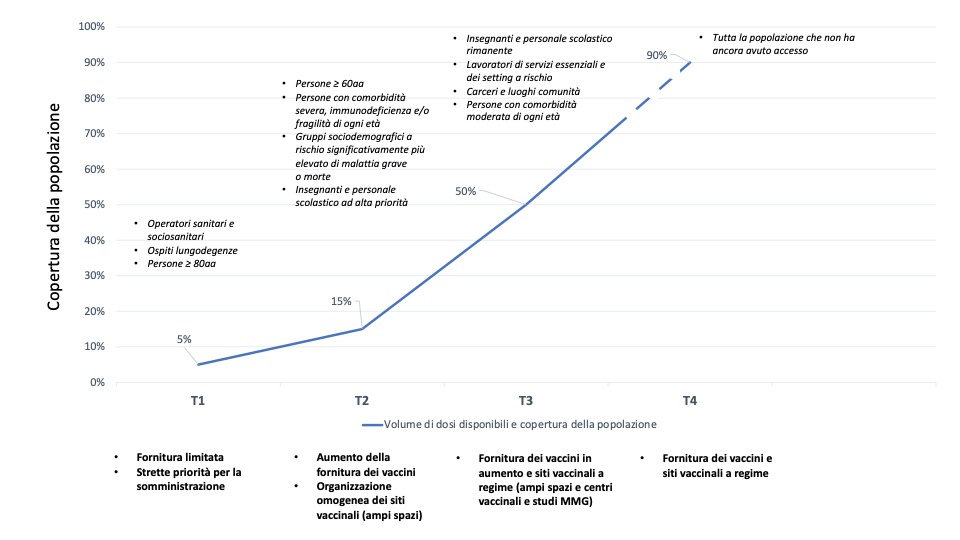 100%
90%
80%
70%
60%
50%
40%
30%
20%
10%
0%
Copertura della popolazione
5%
15%
50%
90%
• Operatori sanitari e
sociosanitari
• Ospiti lungodegenze
• Persone ≥ 80aa
• Persone ≥ 60aa
• Persone con comorbidità
severa, immunodeficienza e/o
fragilità di ogni età
• Gruppi sociodemografici a
rischio significativamente più
elevato di malattia grave
o morte
• Insegnanti e personale
scolastico ad alta priorità
• Insegnanti e personale scolastico
rimanente
• Lavoratori di servizi essenziali e
dei setting a rischio
• Carceri e luoghi comunità
• Persone con comorbidità
moderata di ogni età
• Tutta la popolazione che non ha
ancora avuto accesso
T1
T2
T3
T4
Volume di dosi disponibili e copertura della popolazione
• Fornitura limitata
• Strette priorità per la
somministrazione
• Aumento della
fornitura dei vaccini
• Organizzazione
omogenea dei siti
vaccinali (ampi spazi)
• Fornitura dei vaccini in
aumento e siti vaccinali a
regime (ampi spazi e centri
vaccinali e studi MMG)
• Fornitura dei vaccini e
siti vaccinali a regime